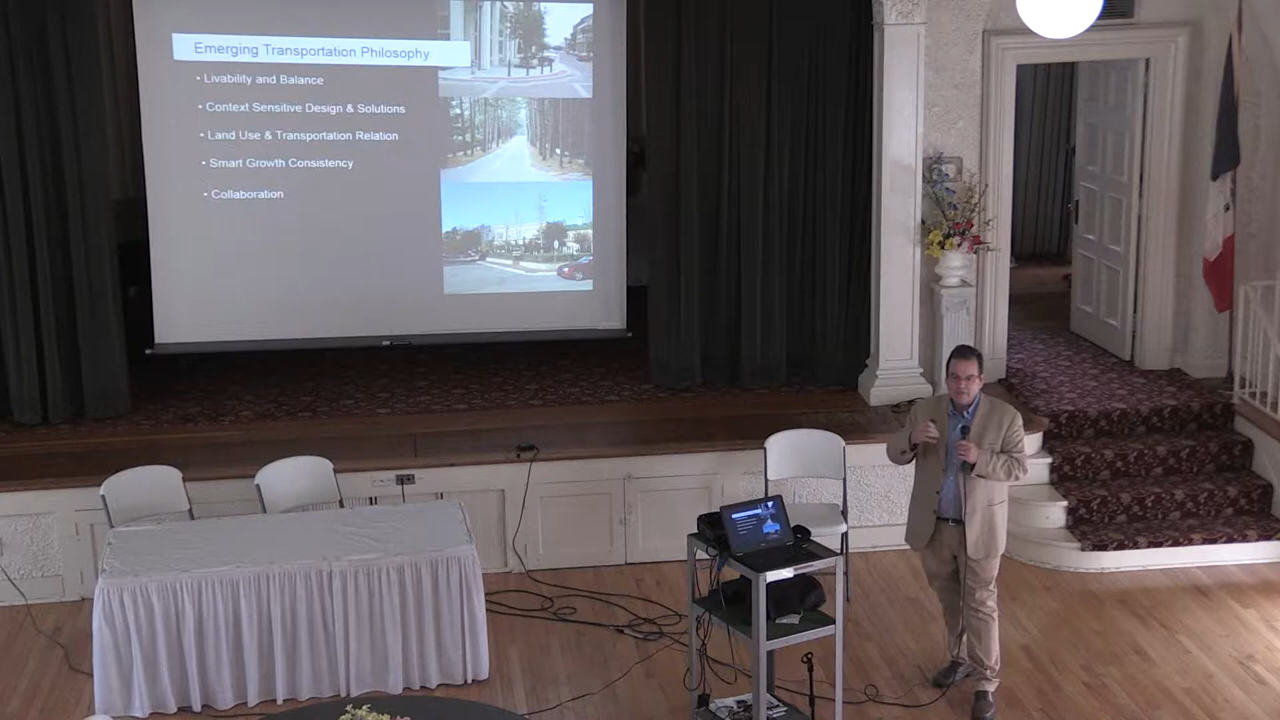 Emerging Transportation Philosophy
• Livability and Balance
• Context Sensitive Design & Solutions
• Land Use & Transportation Relation
• Smart Growth Consistency
• Collaboration